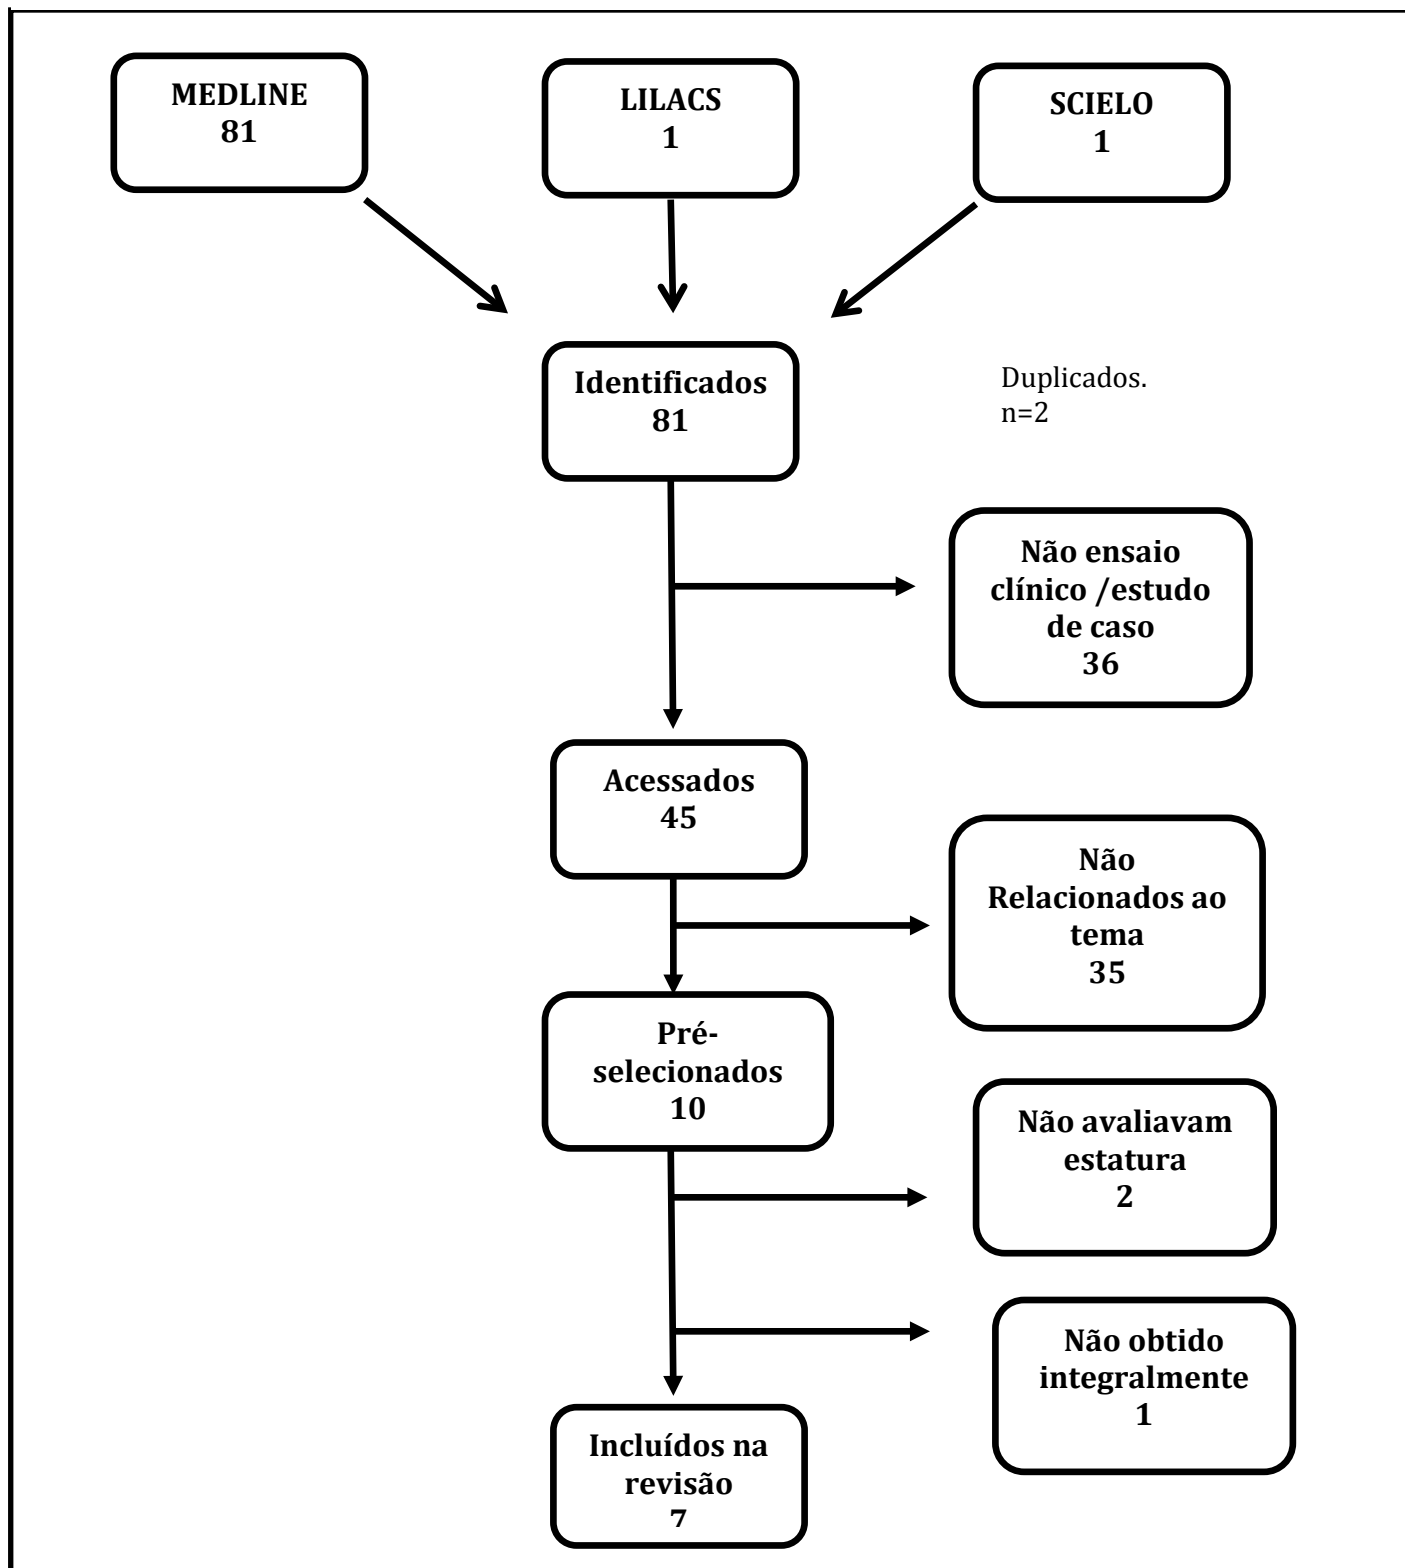 MEDLINE
81
LILACS
1
SCIELO
1
Identificados
81
Duplicados.
n=2
Não ensaio
clínico /estudo
de caso
36
Acessados
45
Não
Relacionados ao
tema
35
Pré-
selecionados
10
Não avaliavam
estatura
2
Não obtido
integralmente
1
Incluídos na
revisão
7